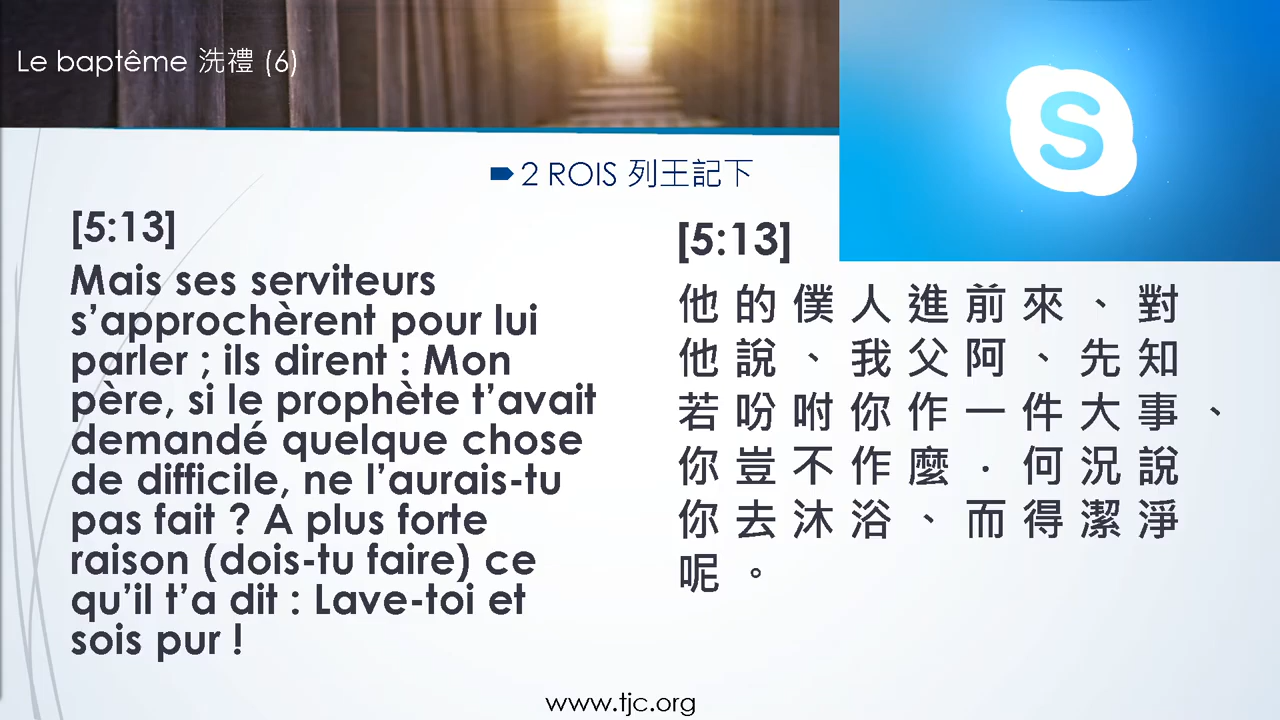 Le baptême 洗禮 (6)
S
2 ROIS 列王記下
[5:13]
Mais ses serviteurs
s’approchèrent pour lui
parler ; ils dirent : Mon
père, si le prophète t’avait
demandé quelque chose
de difficile, ne l’aurais-tu
pas fait ? A plus forte
raison (dois-tu faire) ce
qu’il t’a dit : Lave-toi et
sois pur !
[5:13]
他的僕人進前來、對
他說、我父阿、先知
若吩咐你作一件大事、
你豈不作麼．何況說
你去沐浴、而得潔淨
呢。
www.tjc.org